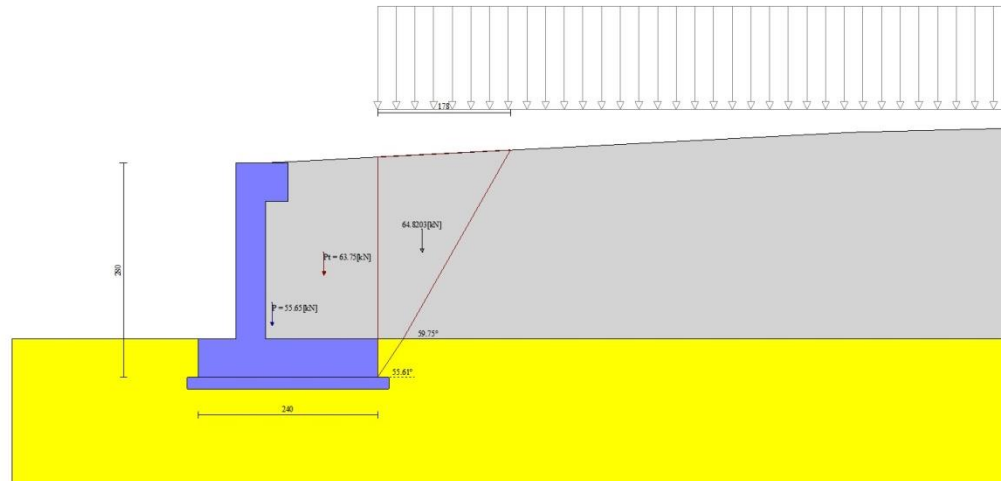 178
64.8203[kN]
Pt = 63.75[kN]
280
P = 55.65[kN]
59.75°
55.61°
240